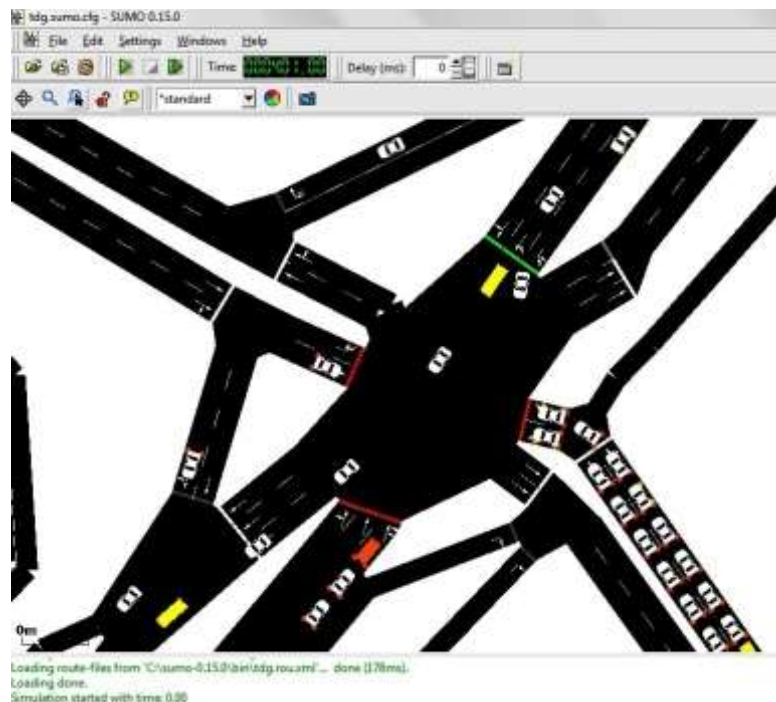 tdg.sumo.cfg - SUMO 0.15.0
File Edit Settings Windows Help
Time: Delay (ms): 0
*standard
0m
Loading route-files from 'C:\sumo-0.15.0\bin\tdg.rou.xml'... done (178ms).
Loading done.
Simulation started with time: 0.00